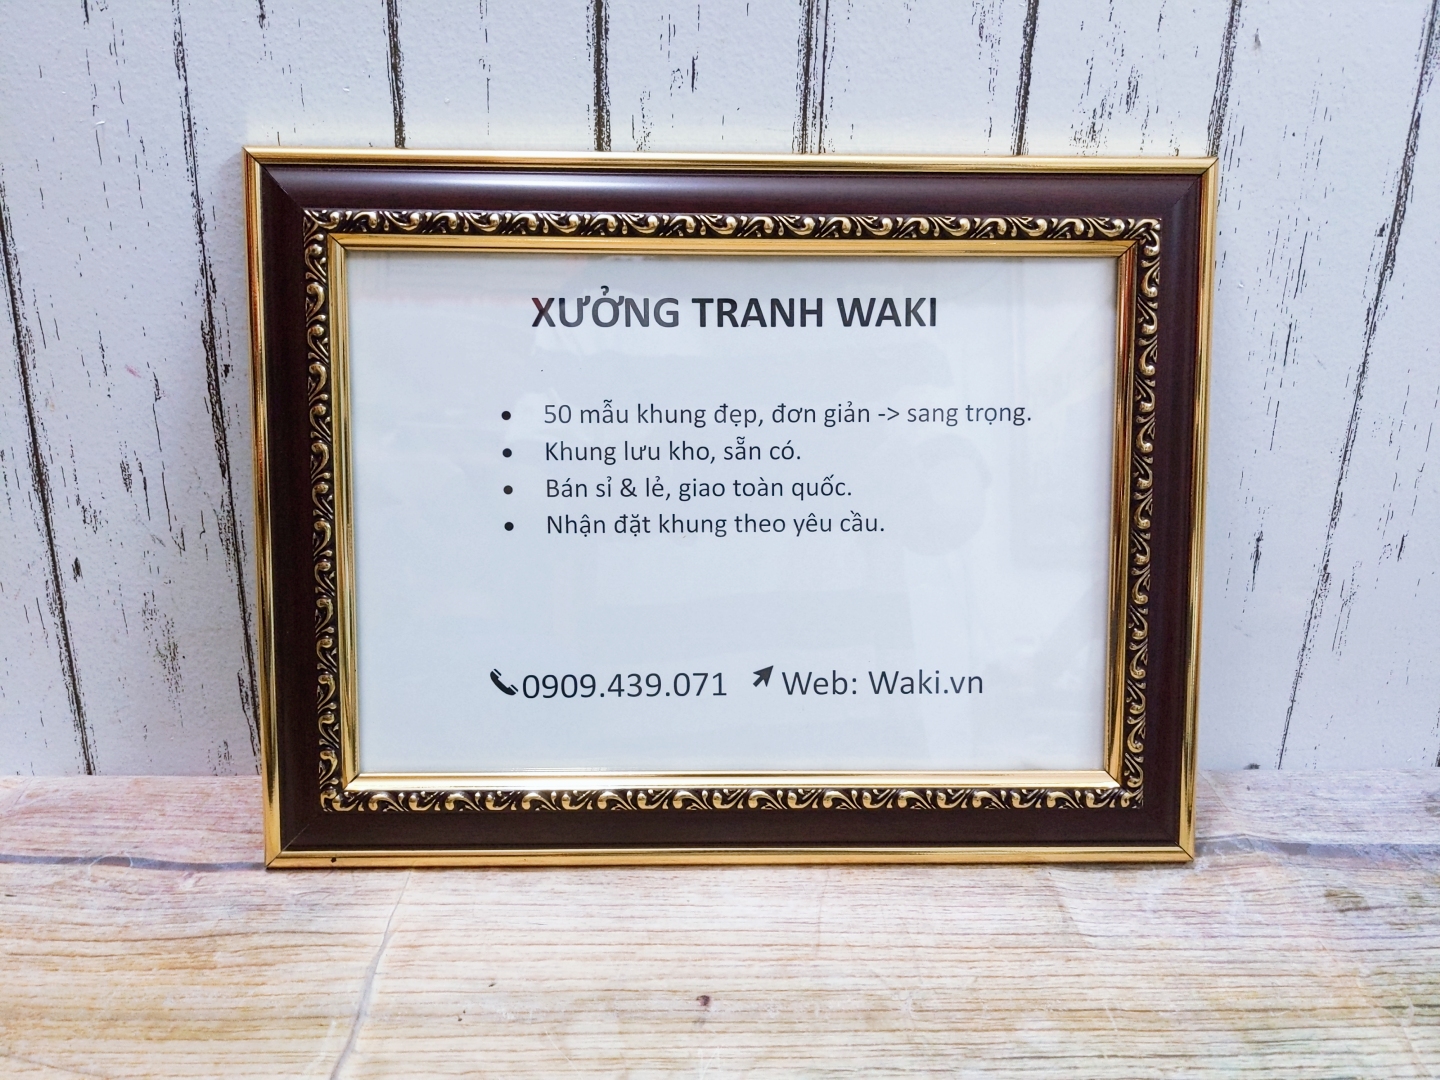 XƯỞNG TRANH WAKI
• 50 mẫu khung đẹp, đơn giản -> sang trọng.
• Khung lưu kho, sẵn có.
• Bán sỉ & lẻ, giao toàn quốc.
• Nhận đặt khung theo yêu cầu.
0909.439.071 Web: Waki.vn